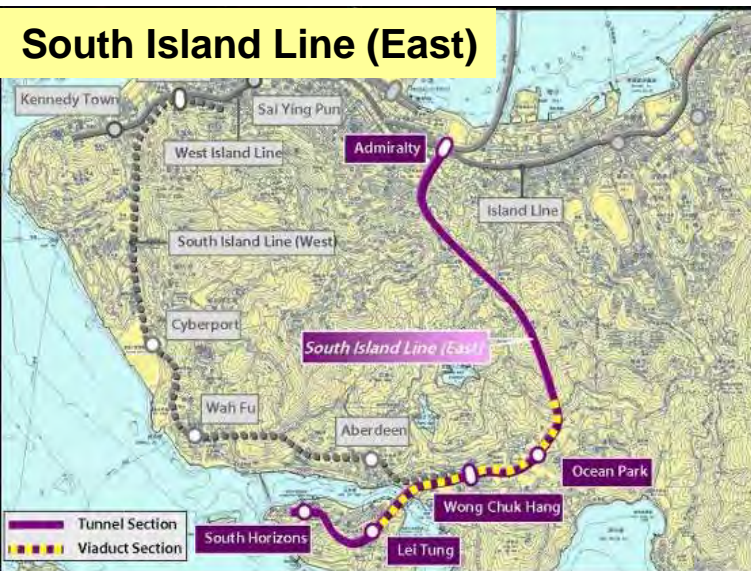 South Island Line (East)
Kennedy Town
Sai Ying Pun
West Island Line
Admiralty
Island Line
South Island Line (West)
South Island Line (East)
Cyberport
Wah Fu
Aberdeen
Ocean Park
Wong Chuk Hang
South Horizons
Lei Tung
Tunnel Section
Viaduct Section